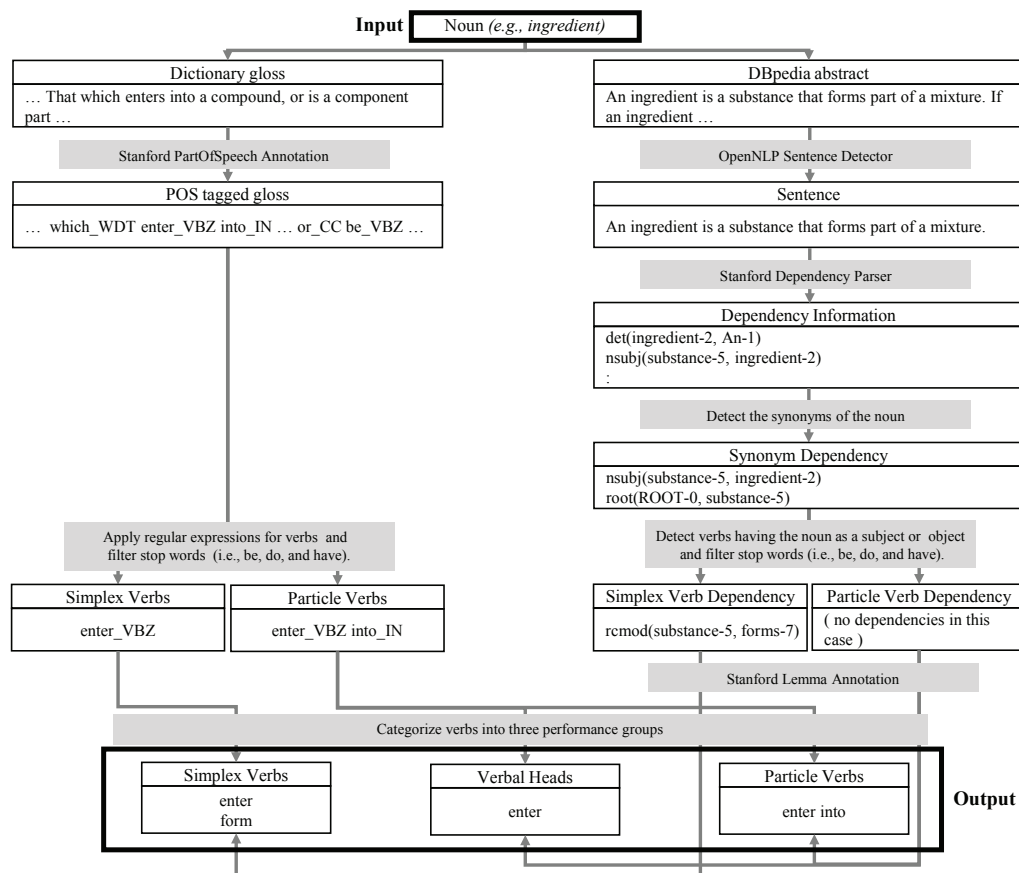 Input
Noun (e.g., ingredient)
Dictionary gloss
… That which enters into a compound, or is a component
part …
Stanford PartOfSpeech Annotation
POS tagged gloss
… which_WDT enter_VBZ into_IN … or_CC be_VBZ …
Apply regular expressions for verbs and
filter stop words (i.e., be, do, and have).
Simplex Verbs
enter_VBZ
Particle Verbs
enter_VBZ into_IN
DBpedia abstract
An ingredient is a substance that forms part of a mixture. If
an ingredient …
OpenNLP Sentence Detector
Sentence
An ingredient is a substance that forms part of a mixture.
Stanford Dependency Parser
Dependency Information
det(ingredient-2, An-1)
nsubj(substance-5, ingredient-2)
:
Detect the synonyms of the noun
Synonym Dependency
nsubj(substance-5, ingredient-2)
root(ROOT-0, substance-5)
Detect verbs having the noun as a subject or object
and filter stop words (i.e., be, do, and have).
Simplex Verb Dependency
rcmod(substance-5, forms-7)
Particle Verb Dependency
( no dependencies in this
case )
Stanford Lemma Annotation
Categorize verbs into three performance groups
Simplex Verbs
enter
form
Verbal Heads
enter
Particle Verbs
enter into
Output